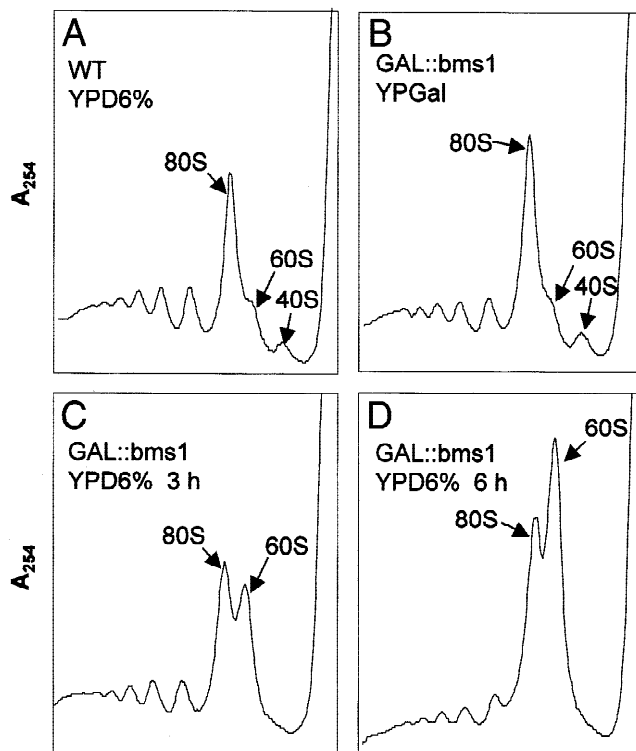 A
WT
YPD6%
80S
60S
40S
A254
B
GAL::bms1
YPGal
80S
60S
40S
C
GAL::bms1
YPD6% 3 h
80S
60S
A254
D
GAL::bms1
YPD6% 6 h
60S
80S